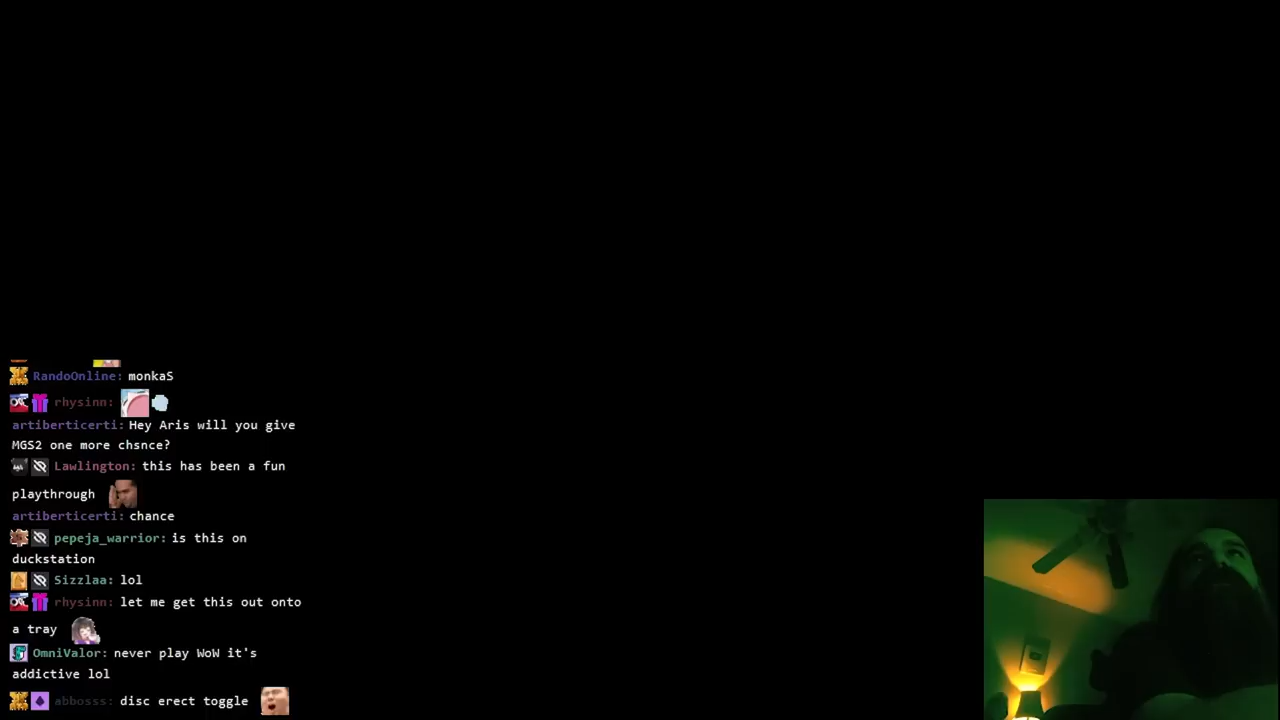 RandoOnline: monkaS
rhysinn:
artiberticerti: Hey Aris will you give
MGS2 one more chsnce?
Lawlington: this has been a fun
playthrough
artiberticerti: chance
pepeja_warrior: is this on
duckstation
Sizzlaa: lol
rhysinn: let me get this out onto
a tray
OmniValor: never play WoW it's
addictive lol
abbosss: disc erect toggle